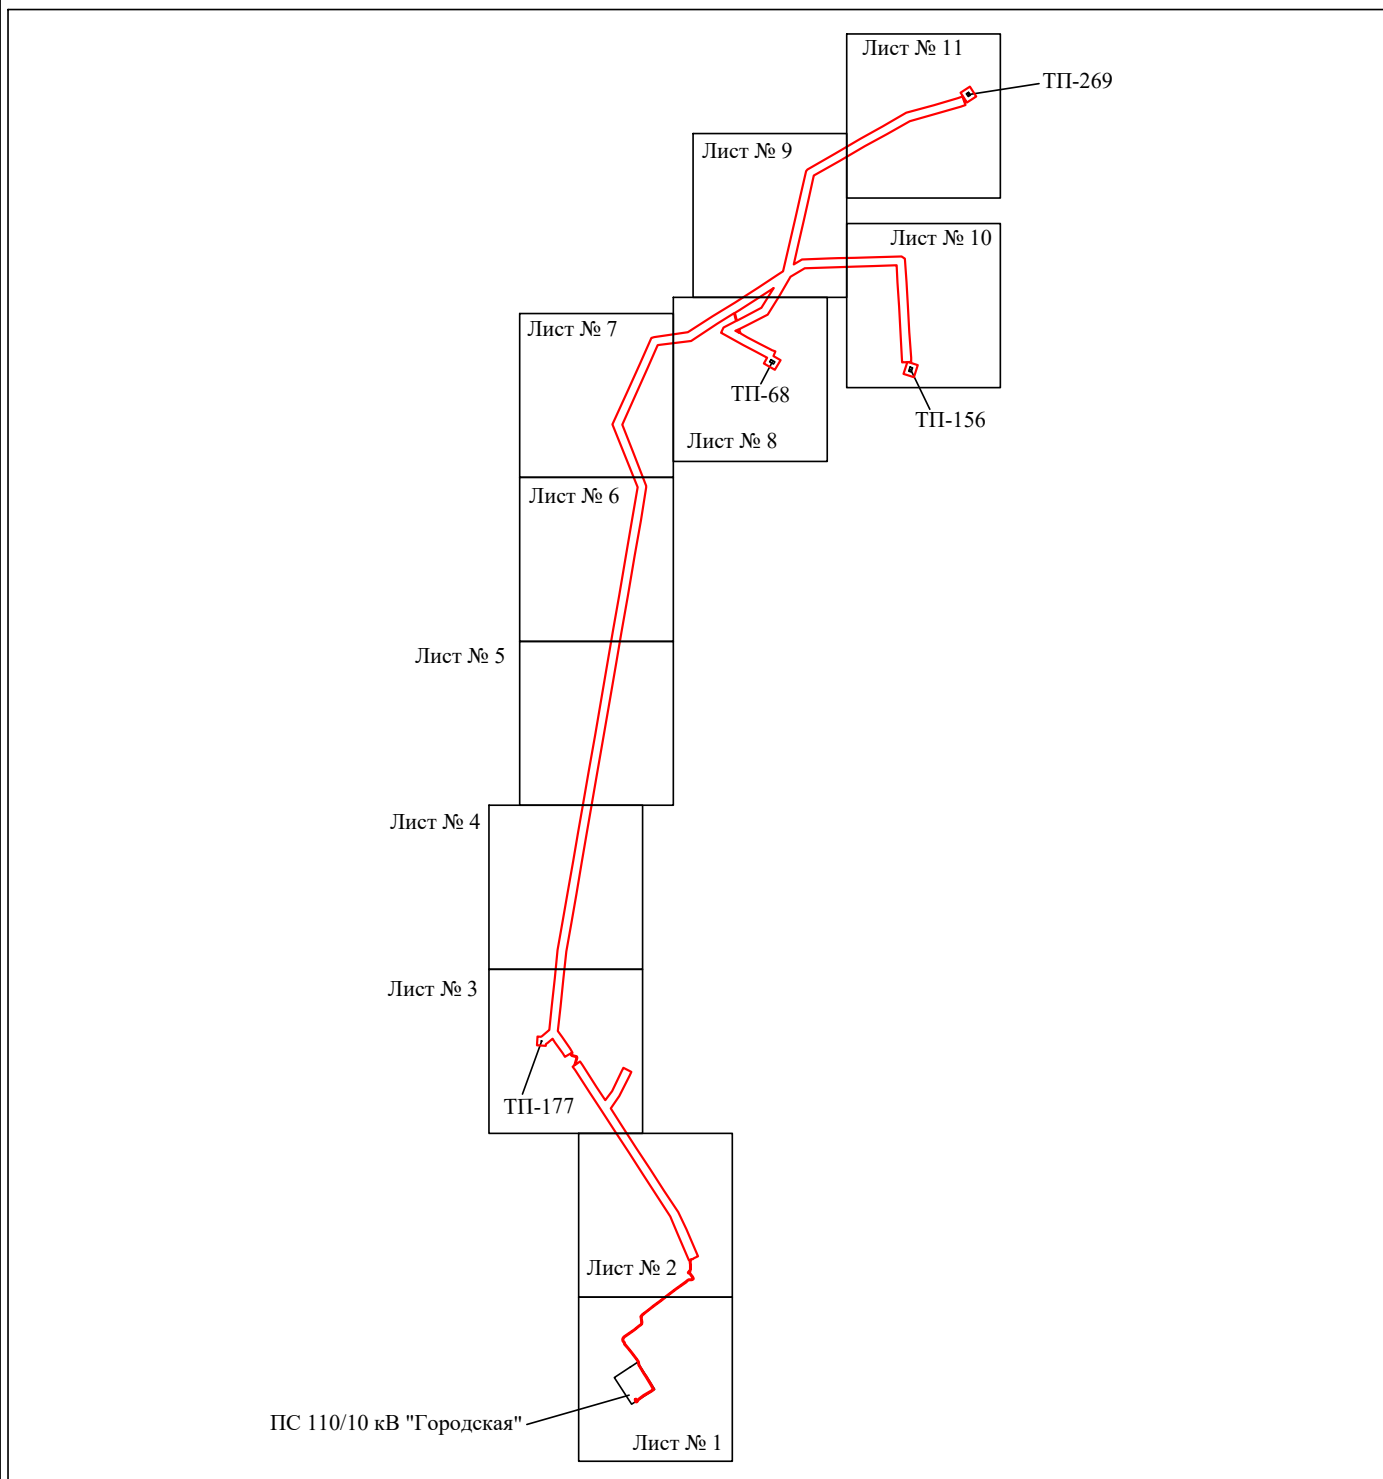 Лист № 11
ТП-269
Лист № 9
Лист № 10
Лист № 7
ТП-68
ТП-156
Лист № 8
Лист № 6
Лист № 5
Лист № 4
Лист № 3
ТП-177
Лист № 2
ПС 110/10 кВ "Городская"
Лист № 1